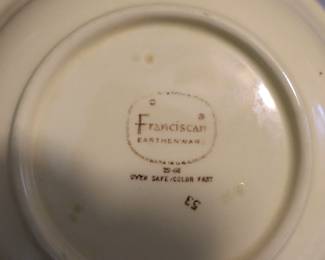 Franciscan
EARTHENWARE
OVEN SAFE-COLOR FAST
53